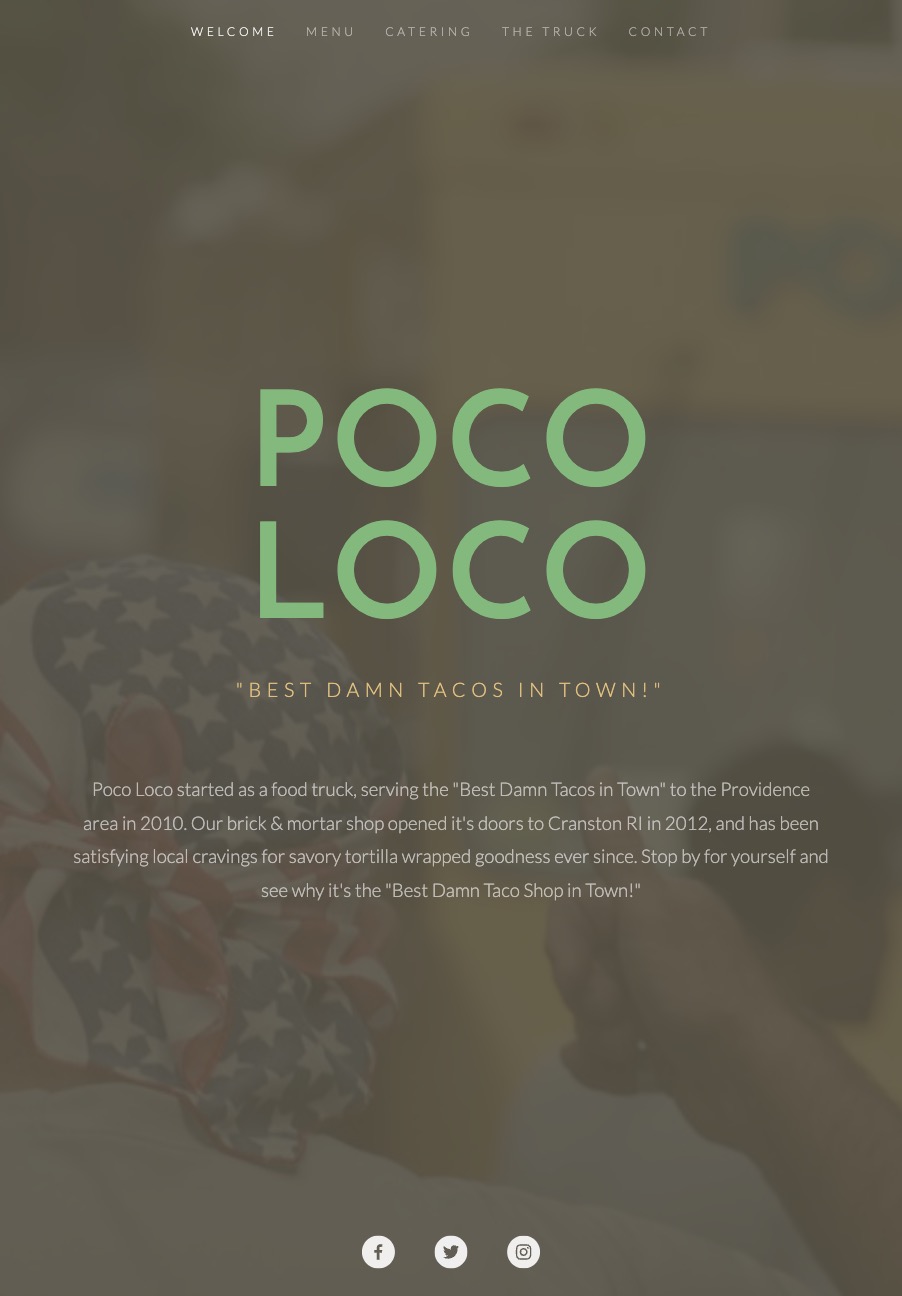 WELCOME MENU CATERING THE TRUCK CONTACT
POCO
LOCO
"BEST DAMN TACOS IN TOWN!"
Poco Loco started as a food truck, serving the "Best Damn Tacos in Town" to the Providence
area in 2010. Our brick & mortar shop opened it's doors to Cranston RI in 2012, and has been
satisfying local cravings for savory tortilla wrapped goodness ever since. Stop by for yourself and
see why it's the "Best Damn Taco Shop in Town!"